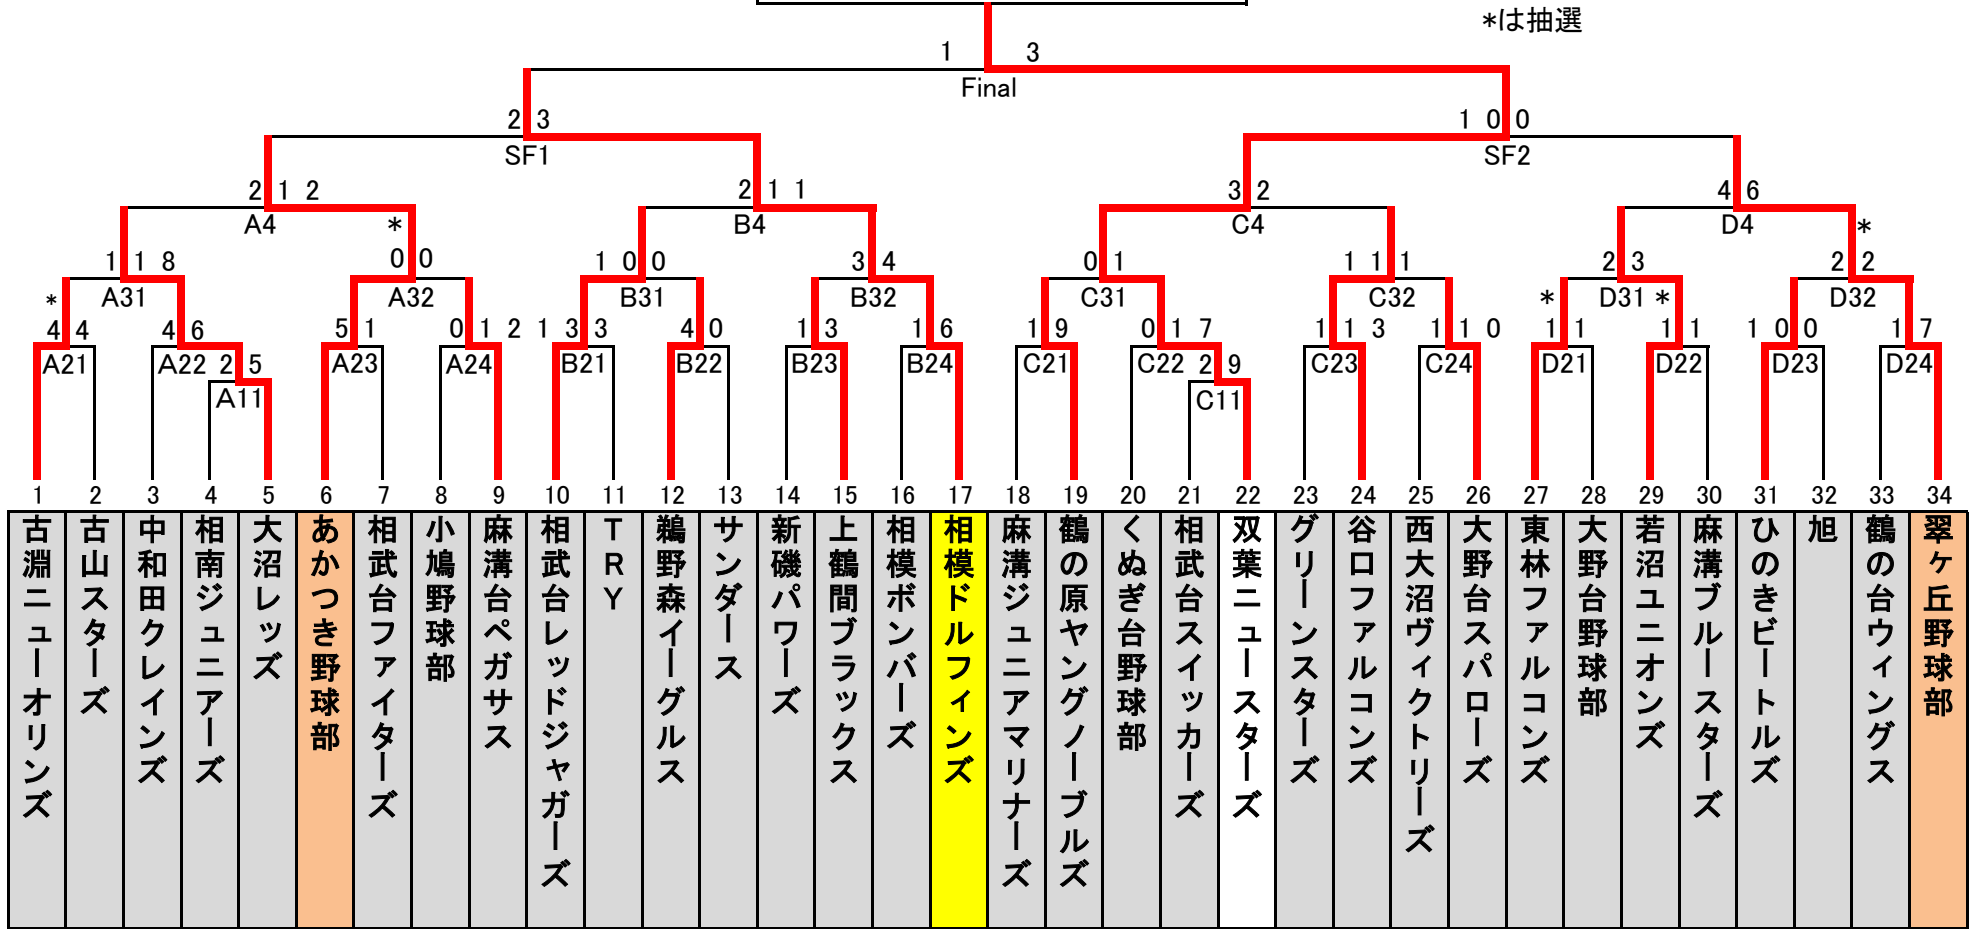 *は抽選
1 3
Final
2 3 1 0 0
SF1 SF2
2 1 2 2 1 1 3 2 4 6
A4 * B4 C4 D4 *
1 1 8 0 0 1 0 0 3 4 0 1 1 1 1 2 3 2 2
* A31 A32 B31 B32 C31 C32 * D31 * D32
4 4 4 6 5 1 0 1 2 1 3 3 4 0 1 3 1 6 1 9 0 1 7 1 1 3 1 1 0 1 1 1 1 1 0 0 1 7
A21 A22 2 5 A23 A24 B21 B22 B23 B24 C21 C22 2 9 C23 C24 D21 D22 D23 D24
A11 C11
1 2 3 4 5 6 7 8 9 10 11 12 13 14 15 16 17 18 19 20 21 22 23 24 25 26 27 28 29 30 31 32 33 34
古淵ニューオリンズ
古山スターズ
中和田クレインズ
相南ジュニアーズ
大沼レッズ
あかつき野球部
相武台ファイターズ
小鳩野球部
麻溝台ペガサス
相武台レッドジャガーズ
TRY
鵜野森イーグルス
サンダース
新磯パワーズ
上鶴間ブラックス
相模ボンバーズ
相模ドルフィンズ
麻溝ジュニアマリナーズ
鶴の原ヤングノーブルズ
くぬぎ台野球部
相武台スイッカーズ
双葉ニュースターズ
グリーンスターズ
谷口ファルコンズ
西大沼ヴィクトリーズ
大野台スパローズ
東林ファルコンズ
大野台野球部
若沼ユニオンズ
麻溝ブルースターズ
ひのきビートルズ
旭
鶴の台ウィングス
翠ヶ丘野球部